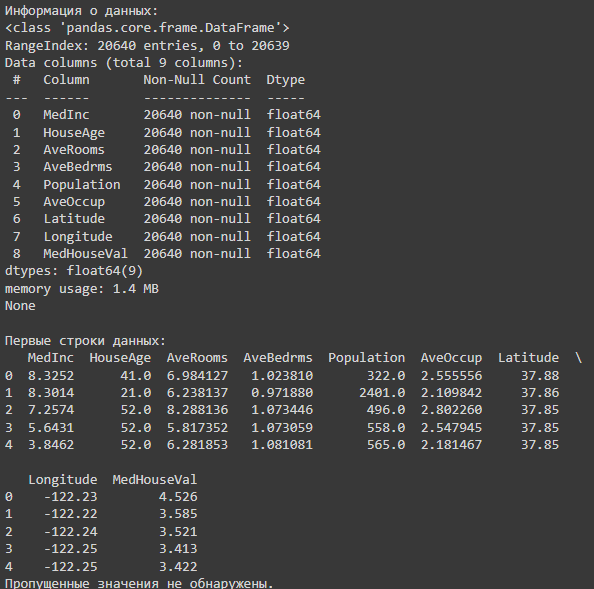 Информация о данных:
<class 'pandas.core.frame.DataFrame'>
RangeIndex: 20640 entries, 0 to 20639
Data columns (total 9 columns):
 #   Column       Non-Null Count  Dtype
---  ------       --------------  -----
 0   MedInc       20640 non-null  float64
 1   HouseAge     20640 non-null  float64
 2   AveRooms     20640 non-null  float64
 3   AveBedrms    20640 non-null  float64
 4   Population   20640 non-null  float64
 5   AveOccup     20640 non-null  float64
 6   Latitude     20640 non-null  float64
 7   Longitude    20640 non-null  float64
 8   MedHouseVal  20640 non-null  float64
dtypes: float64(9)
memory usage: 1.4 MB
None

Первые строки данных:
   MedInc  HouseAge  AveRooms  AveBedrms  Population  AveOccup  Latitude  \
0  8.3252      41.0  6.984127   1.023810       322.0  2.555556     37.88
1  8.3014      21.0  6.238137   0.971880      2401.0  2.109842     37.86
2  7.2574      52.0  8.288136   1.073446       496.0  2.802260     37.85
3  5.6431      52.0  5.817352   1.073059       558.0  2.547945     37.85
4  3.8462      52.0  6.281853   1.081081       565.0  2.181467     37.85

   Longitude  MedHouseVal
0    -122.23        4.526
1    -122.22        3.585
2    -122.24        3.521
3    -122.25        3.413
4    -122.25        3.422
Пропущенные значения не обнаружены.